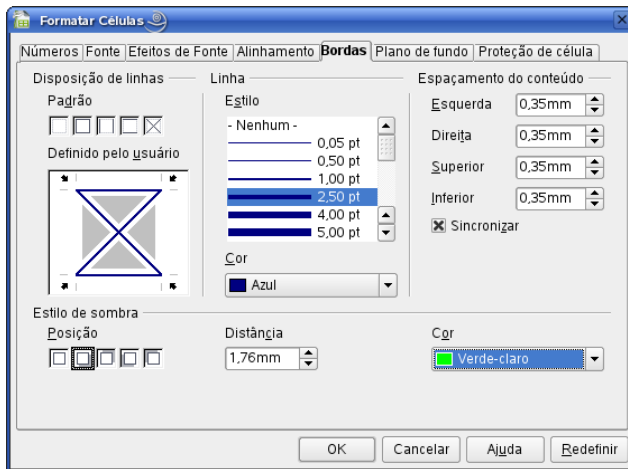 Formatar Células
Números Fonte Efeitos de Fonte Alinhamento Bordas Plano de fundo Proteção de célula
Disposição de linhas
Padrão
Definido pelo usuário
Linha
Estilo
- Nenhum -
0,05 pt
0,50 pt
1,00 pt
2,50 pt
4,00 pt
5,00 pt
Cor
Azul
Espaçamento do conteúdo
Esquerda 0,35mm
Direita 0,35mm
Superior 0,35mm
Inferior 0,35mm
Sincronizar
Estilo de sombra
Posição
Distância
1,76mm
Cor
Verde-claro
OK Cancelar Ajuda Redefinir